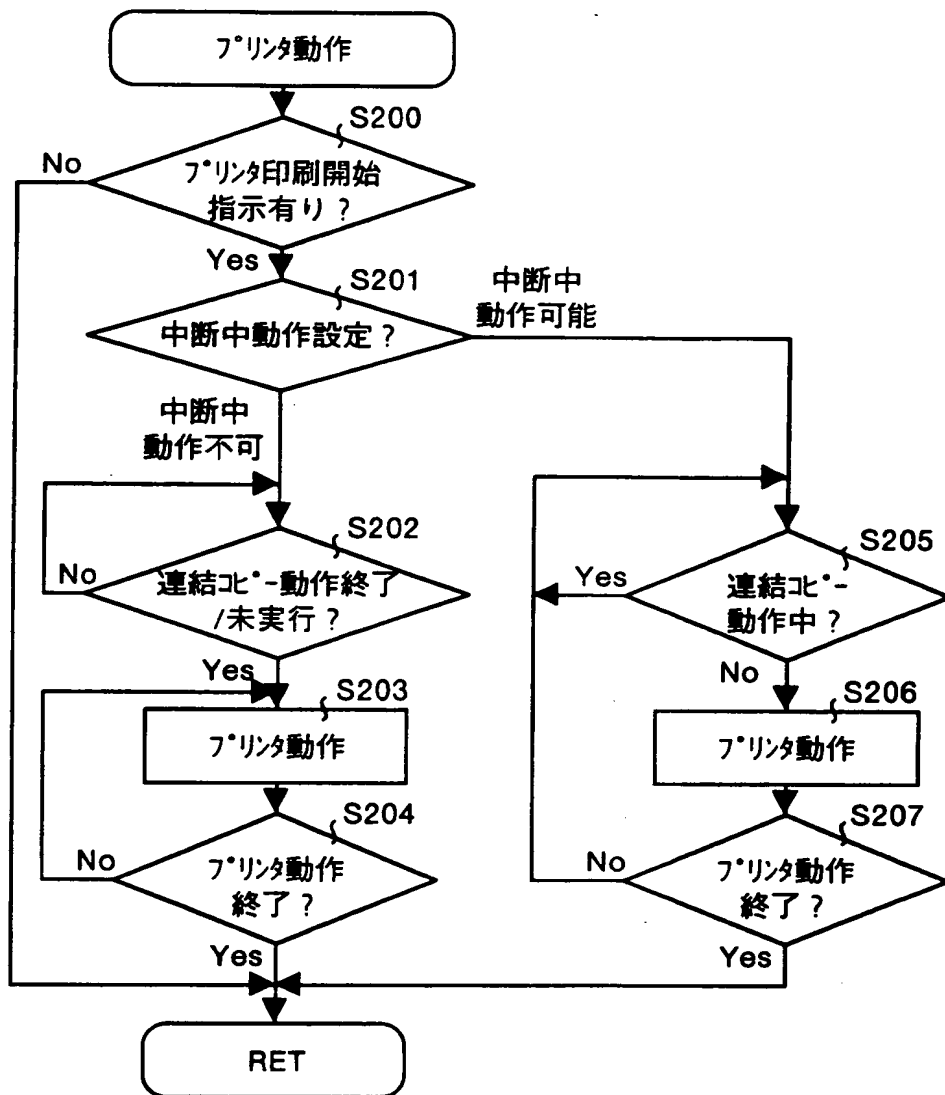 プリンタ動作
S200
No
プリンタ印刷開始
指示有り？
Yes
S201
中断中動作設定？
中断中
動作可能
中断中
動作不可
S202
No
連結コピー動作終了
/未実行？
Yes
S203
プリンタ動作
S204
No
プリンタ動作
終了？
Yes
S205
Yes
連結コピー
動作中？
No
S206
プリンタ動作
S207
No
プリンタ動作
終了？
Yes
RET